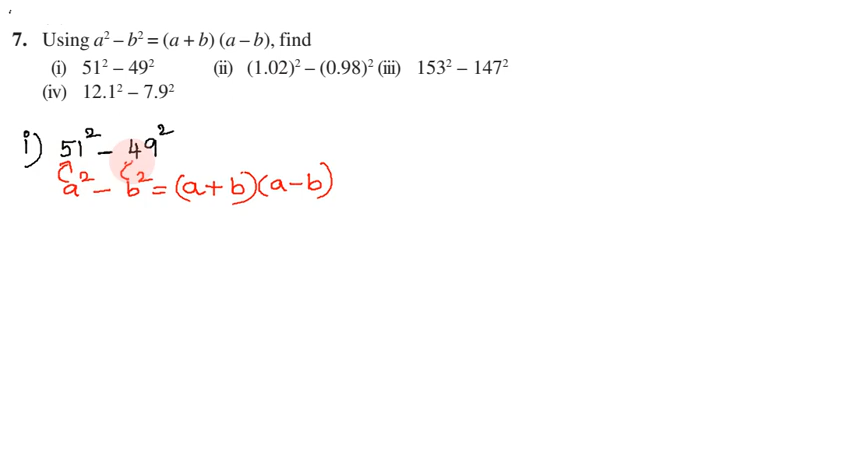 7. Using a² – b² = (a + b) (a – b), find
(i) 51² – 49² (ii) (1.02)² – (0.98)² (iii) 153² – 147²
(iv) 12.1² – 7.9²
i) 51² – 49²
a² – b² = (a+b)(a–b)